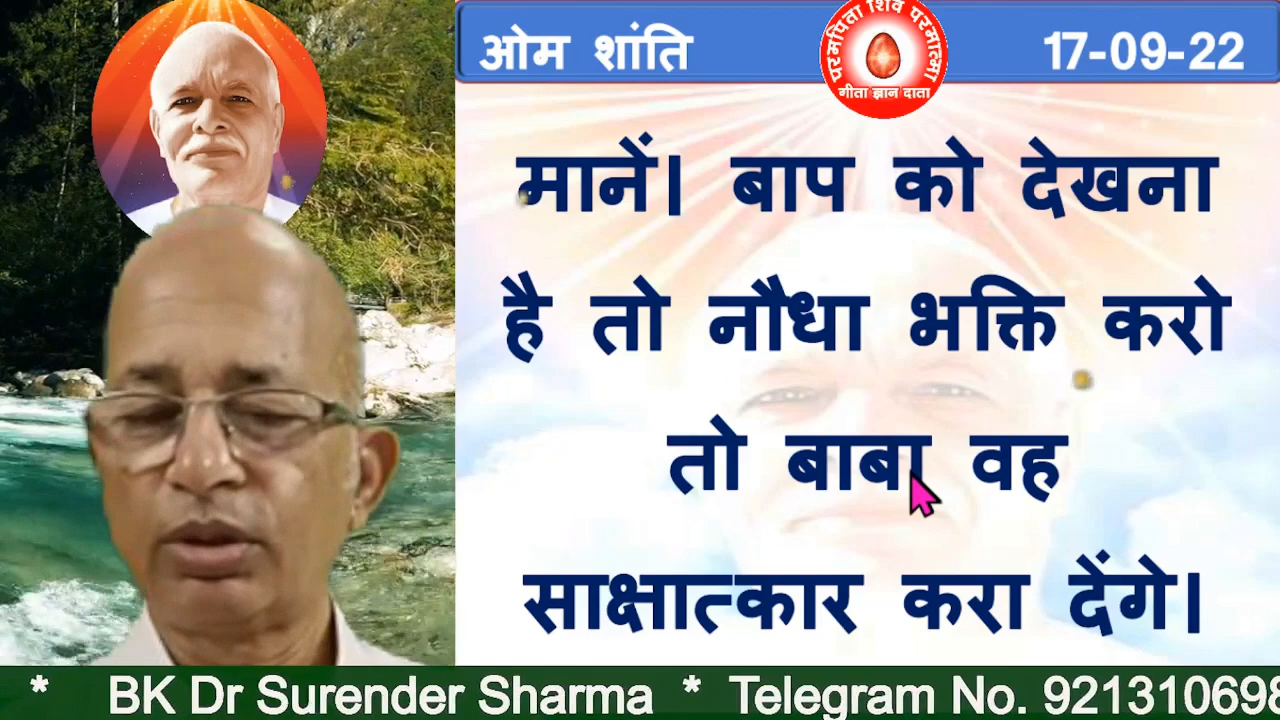 ओम शांति
परमपिता शिव परमात्मा
गीता ज्ञान दाता
17-09-22
मानें। बाप को देखना
है तो नौधा भक्ति करो
तो बाबा वह
साक्षात्कार करा देंगे।
* BK Dr Surender Sharma * Telegram No. 921310698